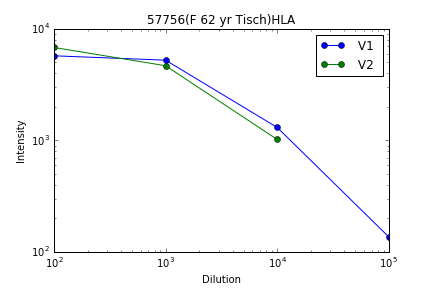 57756(F 62 yr Tisch)HLA
10^4
10^3
10^2
Intensity
V1
V2
10^2 10^3 10^4 10^5
Dilution